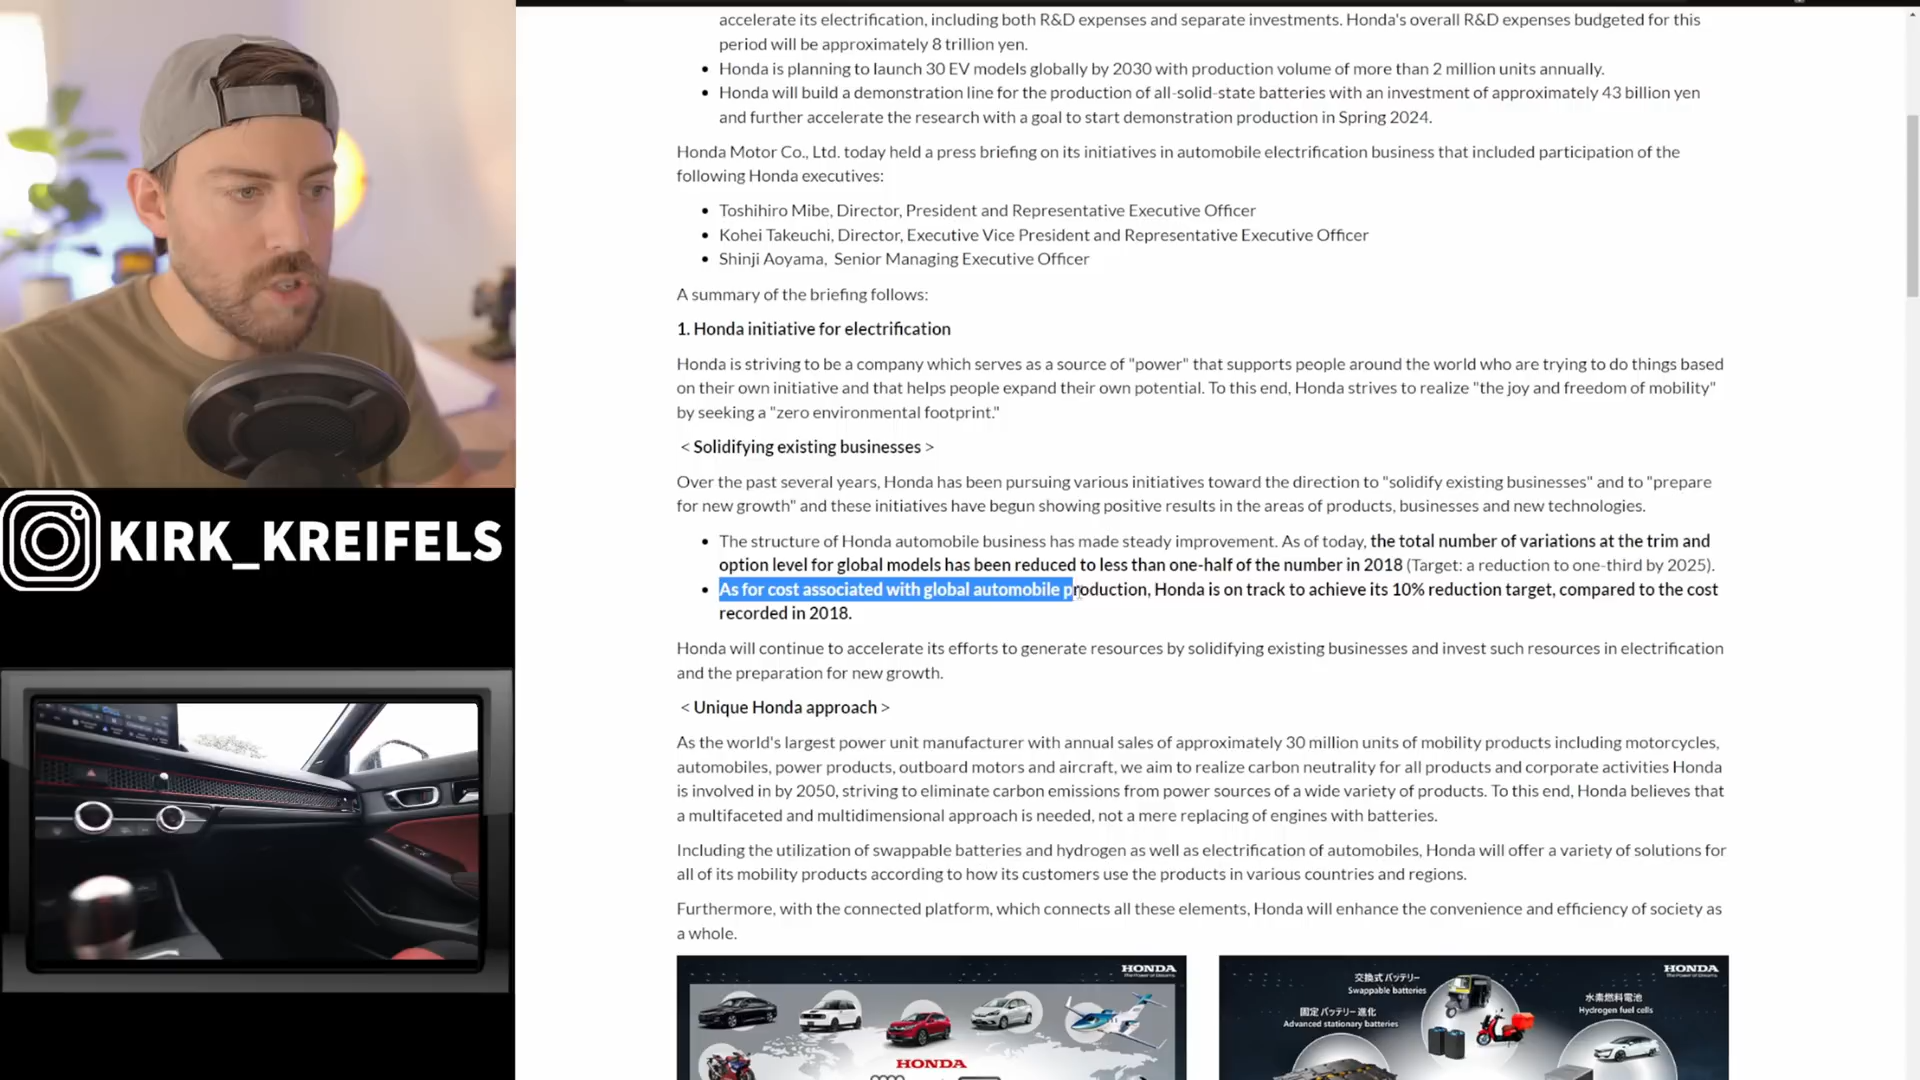 accelerate its electrification, including both R&D expenses and separate investments. Honda's overall R&D expenses budgeted for this
period will be approximately 8 trillion yen.
• Honda is planning to launch 30 EV models globally by 2030 with production volume of more than 2 million units annually.
• Honda will build a demonstration line for the production of all-solid-state batteries with an investment of approximately 43 billion yen
and further accelerate the research with a goal to start demonstration production in Spring 2024.
Honda Motor Co., Ltd. today held a press briefing on its initiatives in automobile electrification business that included participation of the
following Honda executives:
• Toshihiro Mibe, Director, President and Representative Executive Officer
• Kohei Takeuchi, Director, Executive Vice President and Representative Executive Officer
• Shinji Aoyama, Senior Managing Executive Officer
A summary of the briefing follows:
1. Honda initiative for electrification
Honda is striving to be a company which serves as a source of "power" that supports people around the world who are trying to do things based
on their own initiative and that helps people expand their own potential. To this end, Honda strives to realize "the joy and freedom of mobility"
by seeking a "zero environmental footprint."
< Solidifying existing businesses >
Over the past several years, Honda has been pursuing various initiatives toward the direction to "solidify existing businesses" and to "prepare
for new growth" and these initiatives have begun showing positive results in the areas of products, businesses and new technologies.
• The structure of Honda automobile business has made steady improvement. As of today, the total number of variations at the trim and
option level for global models has been reduced to less than one-half of the number in 2018 (Target: a reduction to one-third by 2025).
• As for cost associated with global automobile production, Honda is on track to achieve its 10% reduction target, compared to the cost
recorded in 2018.
Honda will continue to accelerate its efforts to generate resources by solidifying existing businesses and invest such resources in electrification
and the preparation for new growth.
< Unique Honda approach >
As the world's largest power unit manufacturer with annual sales of approximately 30 million units of mobility products including motorcycles,
automobiles, power products, outboard motors and aircraft, we aim to realize carbon neutrality for all products and corporate activities Honda
is involved in by 2050, striving to eliminate carbon emissions from power sources of a wide variety of products. To this end, Honda believes that
a multifaceted and multidimensional approach is needed, not a mere replacing of engines with batteries.
Including the utilization of swappable batteries and hydrogen as well as electrification of automobiles, Honda will offer a variety of solutions for
all of its mobility products according to how its customers use the products in various countries and regions.
Furthermore, with the connected platform, which connects all these elements, Honda will enhance the convenience and efficiency of society as
a whole.
HONDA
The Power of Dreams
HONDA
HONDA
The Power of Dreams
交換式バッテリー
Swappable batteries
固定バッテリー進化
Advanced stationary batteries
水素燃料電池
Hydrogen fuel cells
KIRK_KREIFELS